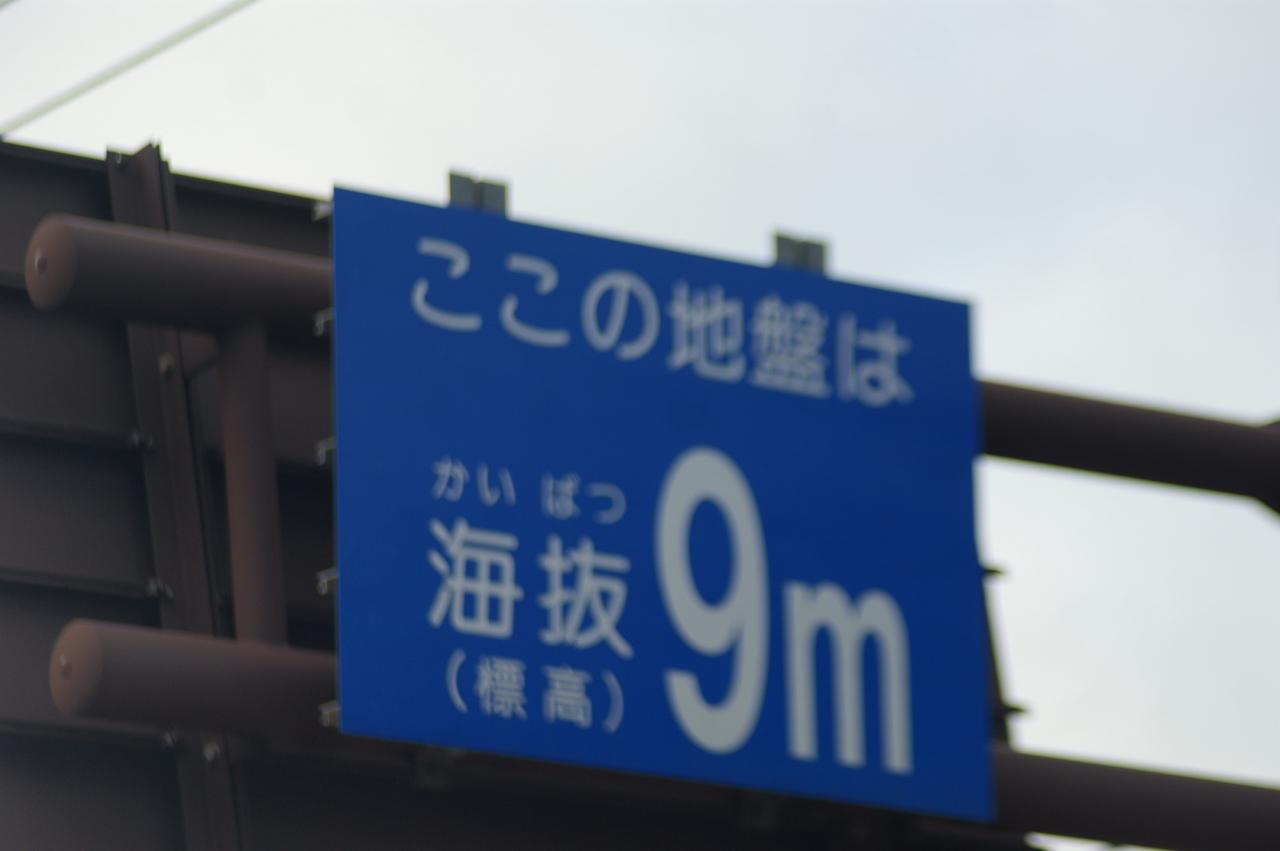 ここの地盤は
かいばつ
海抜 9m
(標高)